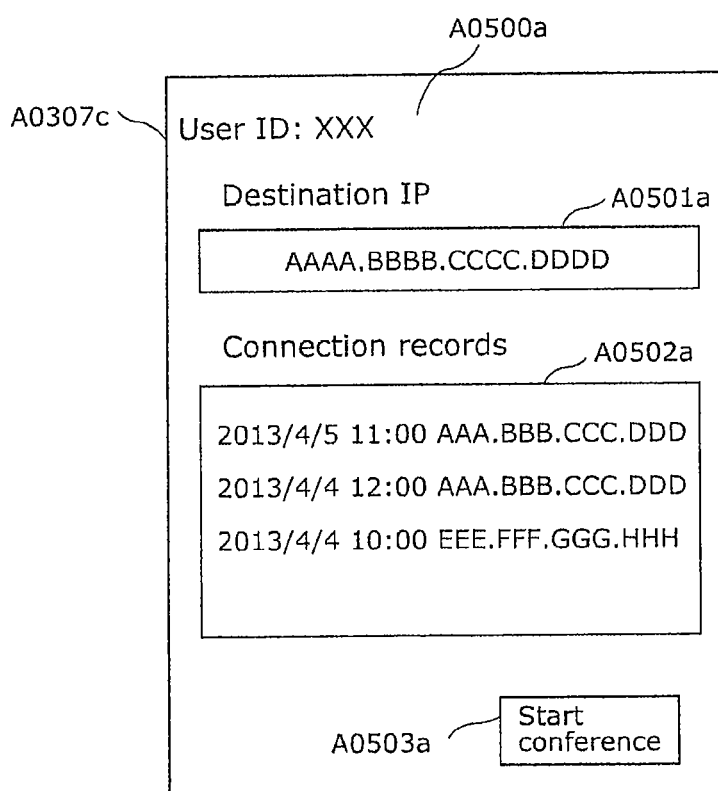 A0500a
A0307c
User ID: XXX
Destination IP
A0501a
AAAA.BBBB.CCCC.DDDD
Connection records
A0502a
2013/4/5 11:00 AAA.BBB.CCC.DDD
2013/4/4 12:00 AAA.BBB.CCC.DDD
2013/4/4 10:00 EEE.FFF.GGG.HHH
A0503a
Start
conference